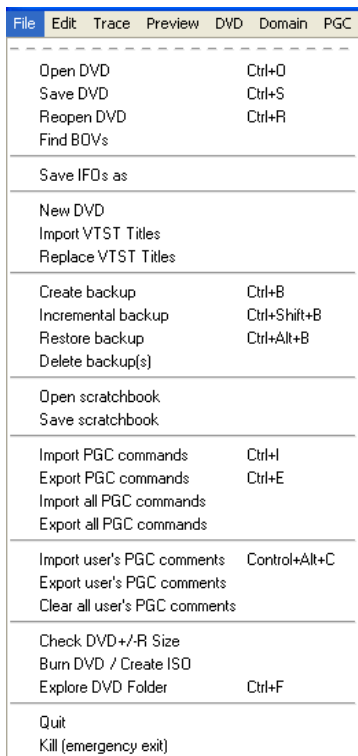 File Edit Trace Preview DVD Domain PGC
Open DVD Ctrl+O
Save DVD Ctrl+S
Reopen DVD Ctrl+R
Find BOVs
Save IFOs as
New DVD
Import VTST Titles
Replace VTST Titles
Create backup Ctrl+B
Incremental backup Ctrl+Shift+B
Restore backup Ctrl+Alt+B
Delete backup(s)
Open scratchbook
Save scratchbook
Import PGC commands Ctrl+I
Export PGC commands Ctrl+E
Import all PGC commands
Export all PGC commands
Import user's PGC comments Control+Alt+C
Export user's PGC comments
Clear all user's PGC comments
Check DVD+/-R Size
Burn DVD / Create ISO
Explore DVD Folder Ctrl+F
Quit
Kill (emergency exit)